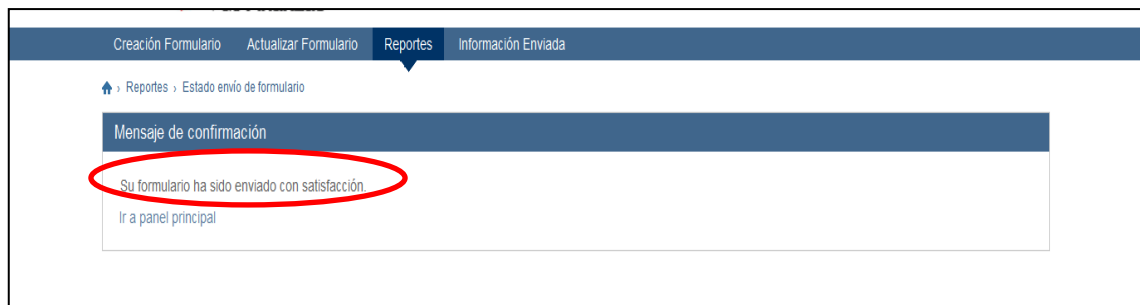 Creación Formulario Actualizar Formulario Reportes Información Enviada
› Reportes › Estado envío de formulario
Mensaje de confirmación
Su formulario ha sido enviado con satisfacción.
Ir a panel principal